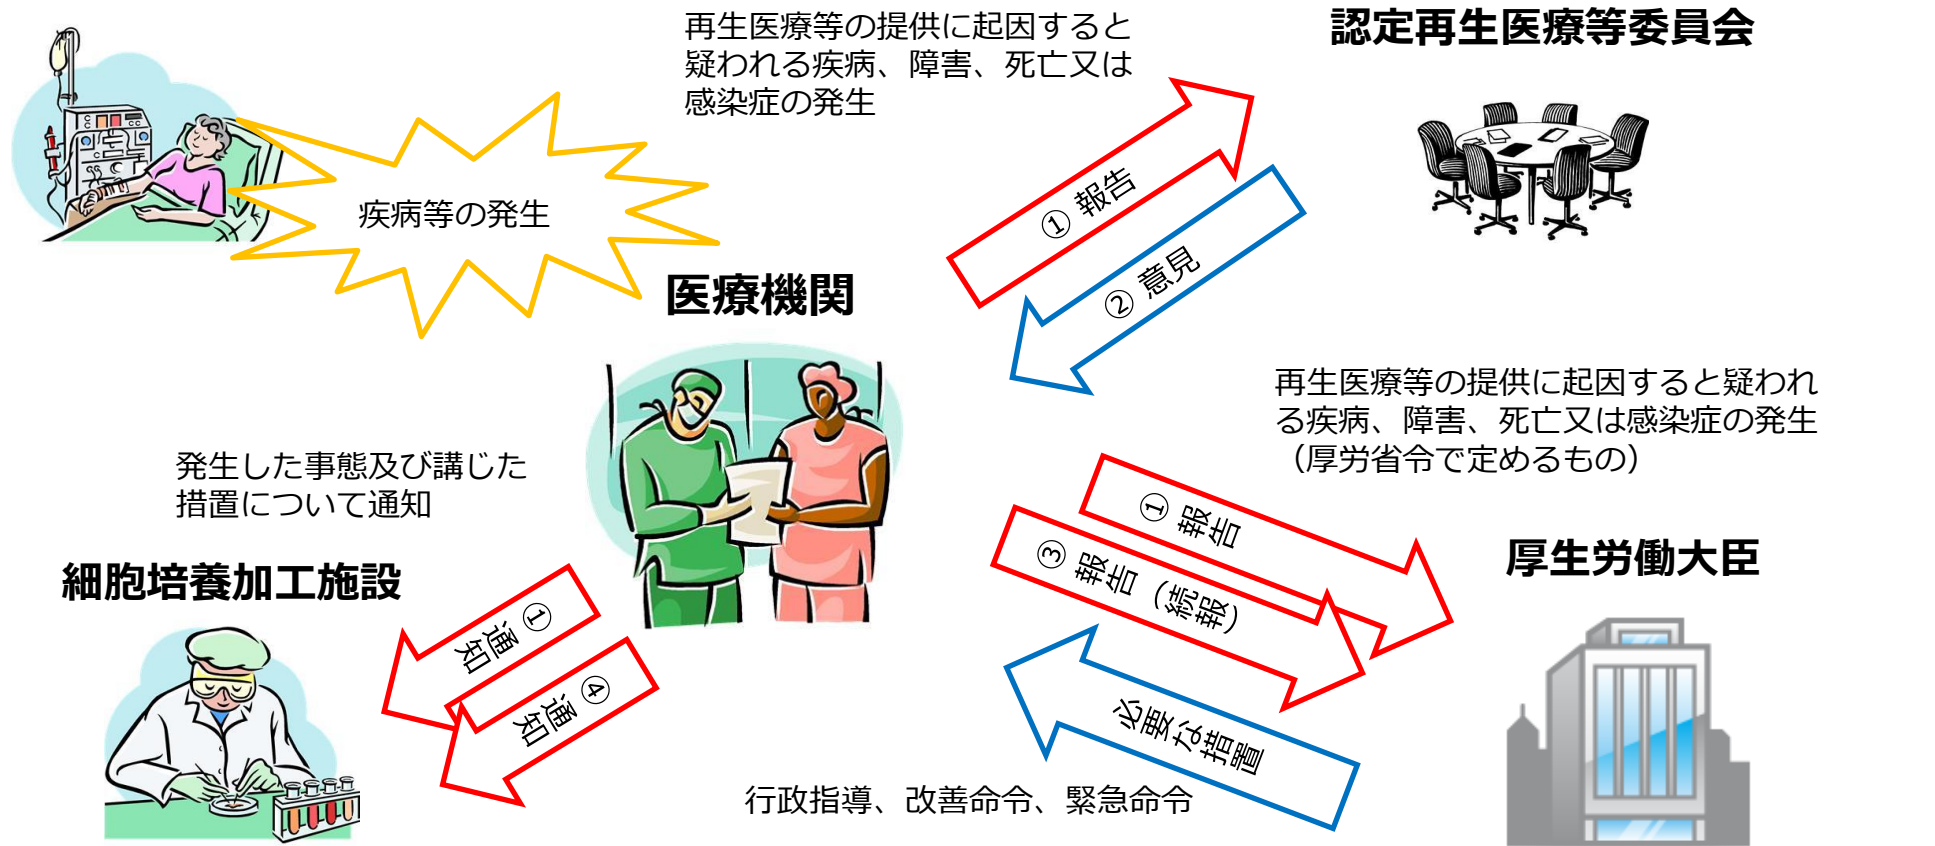 再生医療等の提供に起因すると
疑われる疾病、障害、死亡又は
感染症の発生
認定再生医療等委員会
疾病等の発生
① 報告
② 意見
医療機関
再生医療等の提供に起因すると疑われ
る疾病、障害、死亡又は感染症の発生
（厚労省令で定めるもの）
発生した事態及び講じた
措置について通知
① 報告
③ 報告（続報）
厚生労働大臣
細胞培養加工施設
① 通知
④ 通知
必要な措置
行政指導、改善命令、緊急命令